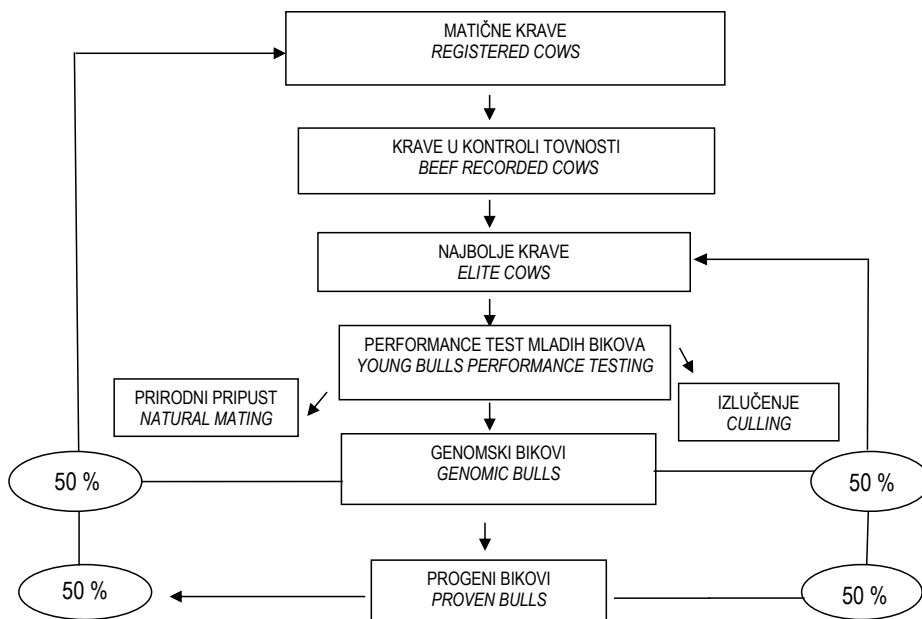 MATIČNE KRAVE
REGISTERED COWS
KRAVE U KONTROLI TOVNOSTI
BEEF RECORDED COWS
NAJBOLJE KRAVE
ELITE COWS
PERFORMANCE TEST MLADIH BIKOVA
YOUNG BULLS PERFORMANCE TESTING
PRIRODNI PRIPUST
NATURAL MATING
IZLUČENJE
CULLING
GENOMSKI BIKOVI
GENOMIC BULLS
50 %
50 %
PROGENI BIKOVI
PROVEN BULLS
50 %
50 %